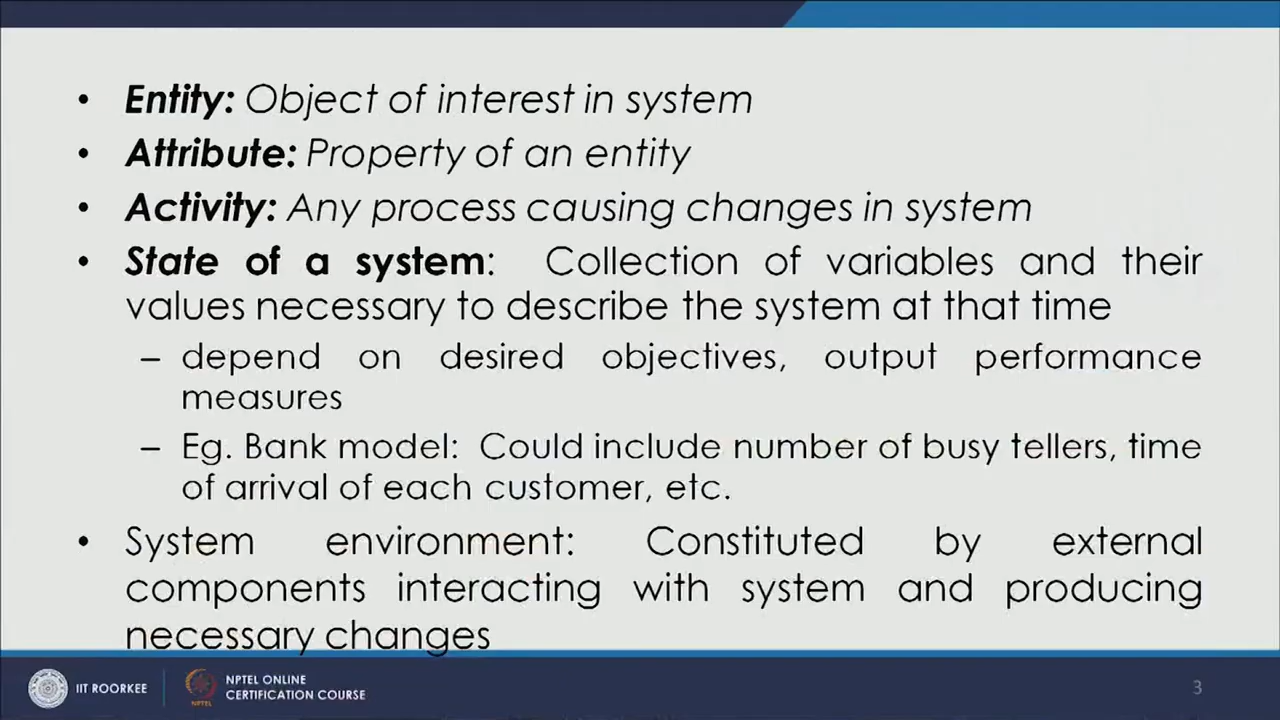 • Entity: Object of interest in system
• Attribute: Property of an entity
• Activity: Any process causing changes in system
• State of a system: Collection of variables and their
values necessary to describe the system at that time
– depend on desired objectives, output performance
measures
– Eg. Bank model: Could include number of busy tellers, time
of arrival of each customer, etc.
• System environment: Constituted by external
components interacting with system and producing
necessary changes
IIT ROORKEE
NPTEL
NPTEL ONLINE
CERTIFICATION COURSE
3